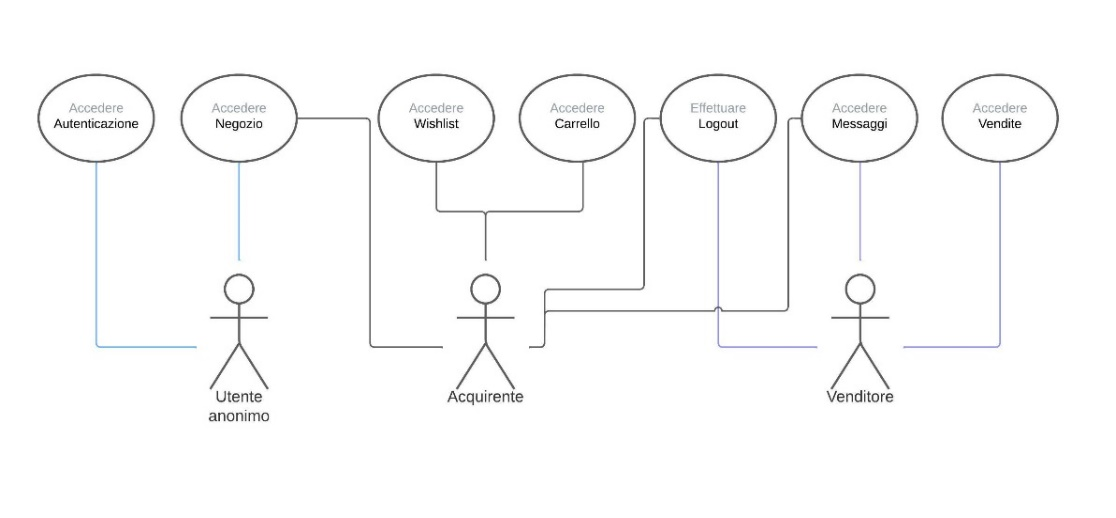 Accedere
Autenticazione
Accedere
Negozio
Accedere
Wishlist
Accedere
Carrello
Effettuare
Logout
Accedere
Messaggi
Accedere
Vendite
Utente
anonimo
Acquirente
Venditore